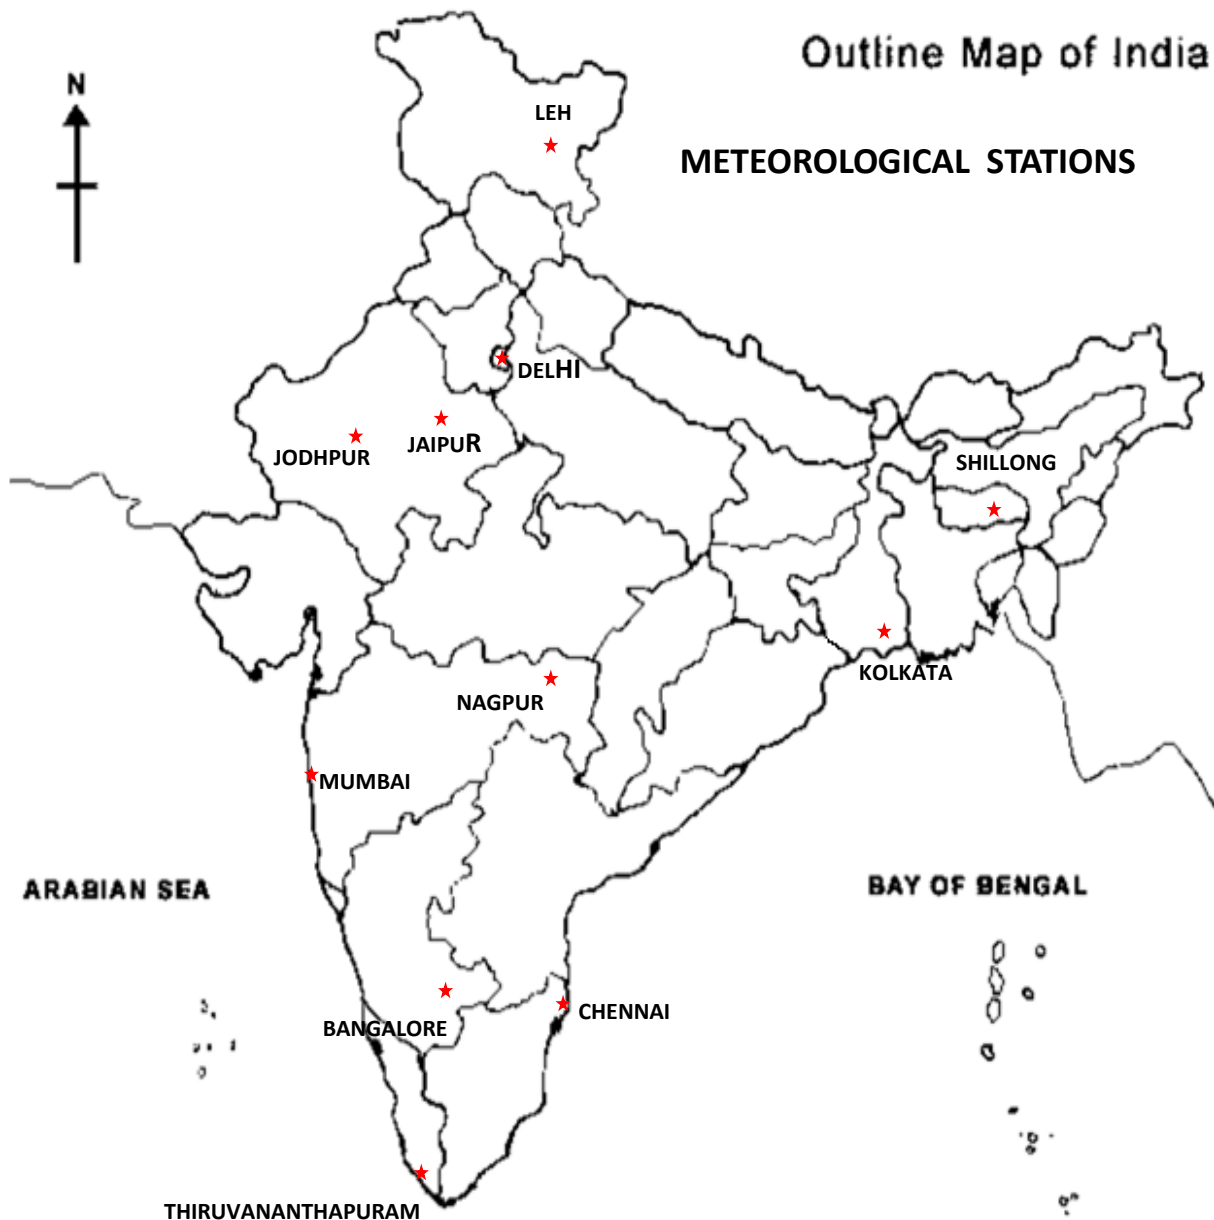 Outline Map of India
N
LEH
METEOROLOGICAL STATIONS
DELHI
JODHPUR
JAIPUR
SHILLONG
KOLKATA
NAGPUR
MUMBAI
ARABIAN SEA
BAY OF BENGAL
BANGALORE
CHENNAI
THIRUVANANTHAPURAM